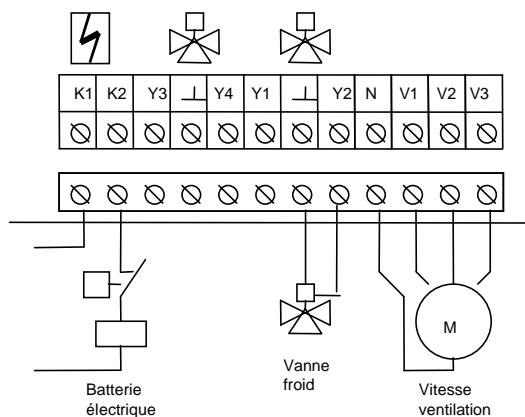 K1 K2 Y3 Y4 Y1 Y2 N V1 V2 V3
M
Vanne
froid
Batterie
électrique
Vitesse
ventilation